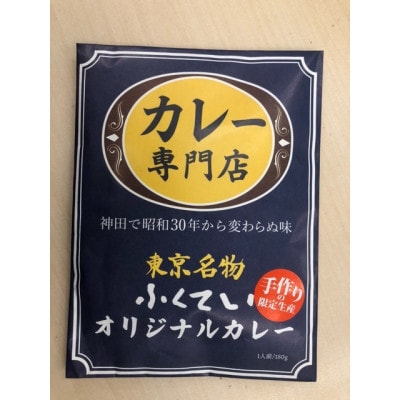 カレー
専門店
神田で昭和30年から変わらぬ味
東京名物
ふくてい
オリジナルカレー
手作り
の
限定生産
1人前/180g